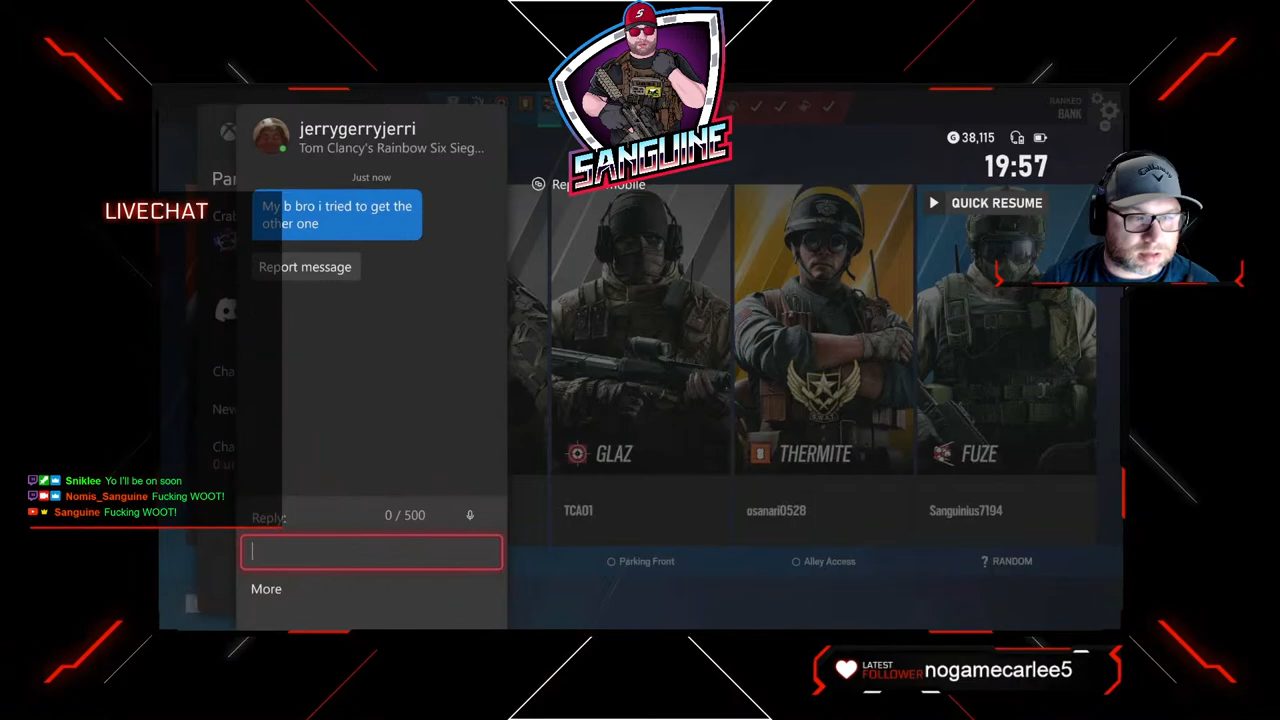 SANGUINE
jerrygerryjerri
Tom Clancy's Rainbow Six Sieg...
Just now
My b bro i tried to get the
other one
Report message
LIVECHAT
RANKED
BANK
38,115
19:57
QUICK RESUME
GLAZ
THERMITE
FUZE
TCA01
osanari0528
Sanguinius7194
Parking Front
Alley Access
? RANDOM
Sniklee Yo I'll be on soon
Nomis_Sanguine Fucking WOOT!
Sanguine Fucking WOOT!
Reply:
0 / 500
More
LATEST
FOLLOWER
nogamecarlee5